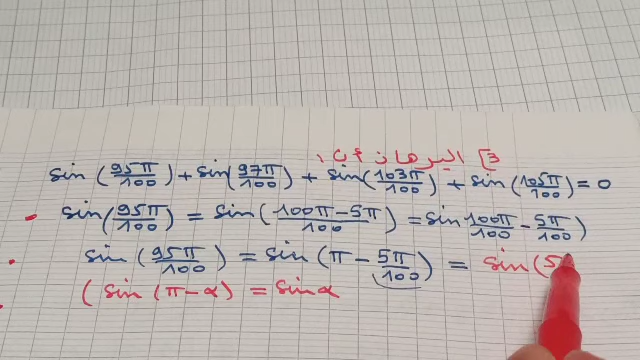 3] البرهان أن:
sin(95π/100) + sin(97π/100) + sin(103π/100) + sin(105π/100) = 0
• sin(95π/100) = sin(100π-5π/100) = sin 100π/100 - 5π/100)
• sin(95π/100) = sin(π - 5π/100) = sin(5
(sin(π-α) = sinα